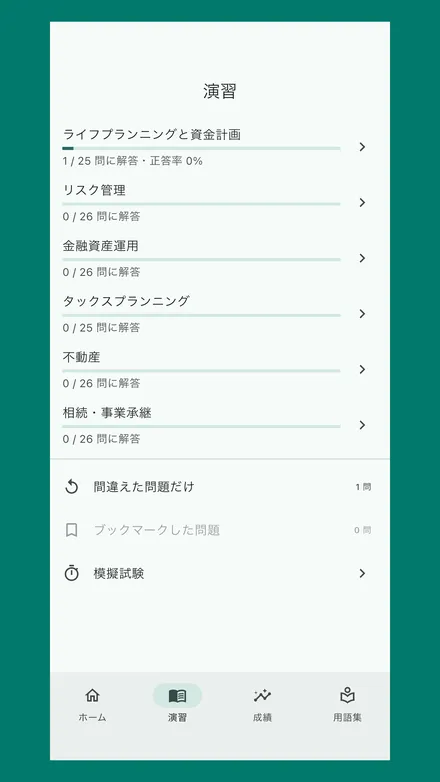 演習
ライフプランニングと資金計画
1 / 25 問に解答・正答率 0%
リスク管理
0 / 26 問に解答
金融資産運用
0 / 26 問に解答
タックスプランニング
0 / 25 問に解答
不動産
0 / 26 問に解答
相続・事業承継
0 / 26 問に解答
間違えた問題だけ 1 問
ブックマークした問題 0 問
模擬試験
ホーム 演習 成績 用語集